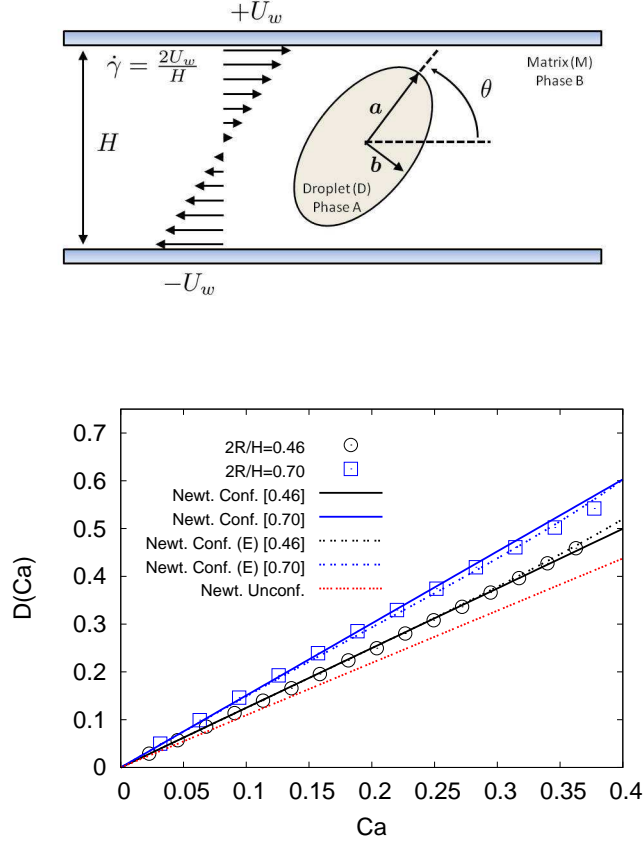 +U_w
γ̇ = 2U_w/H
Matrix (M)
Phase B
a
θ
H
b
Droplet (D)
Phase A
−U_w
0.7
0.6
0.5
0.4
0.3
0.2
0.1
0
D(Ca)
2R/H=0.46
2R/H=0.70
Newt. Conf. [0.46]
Newt. Conf. [0.70]
Newt. Conf. (E) [0.46]
Newt. Conf. (E) [0.70]
Newt. Unconf.
0 0.05 0.1 0.15 0.2 0.25 0.3 0.35 0.4
Ca